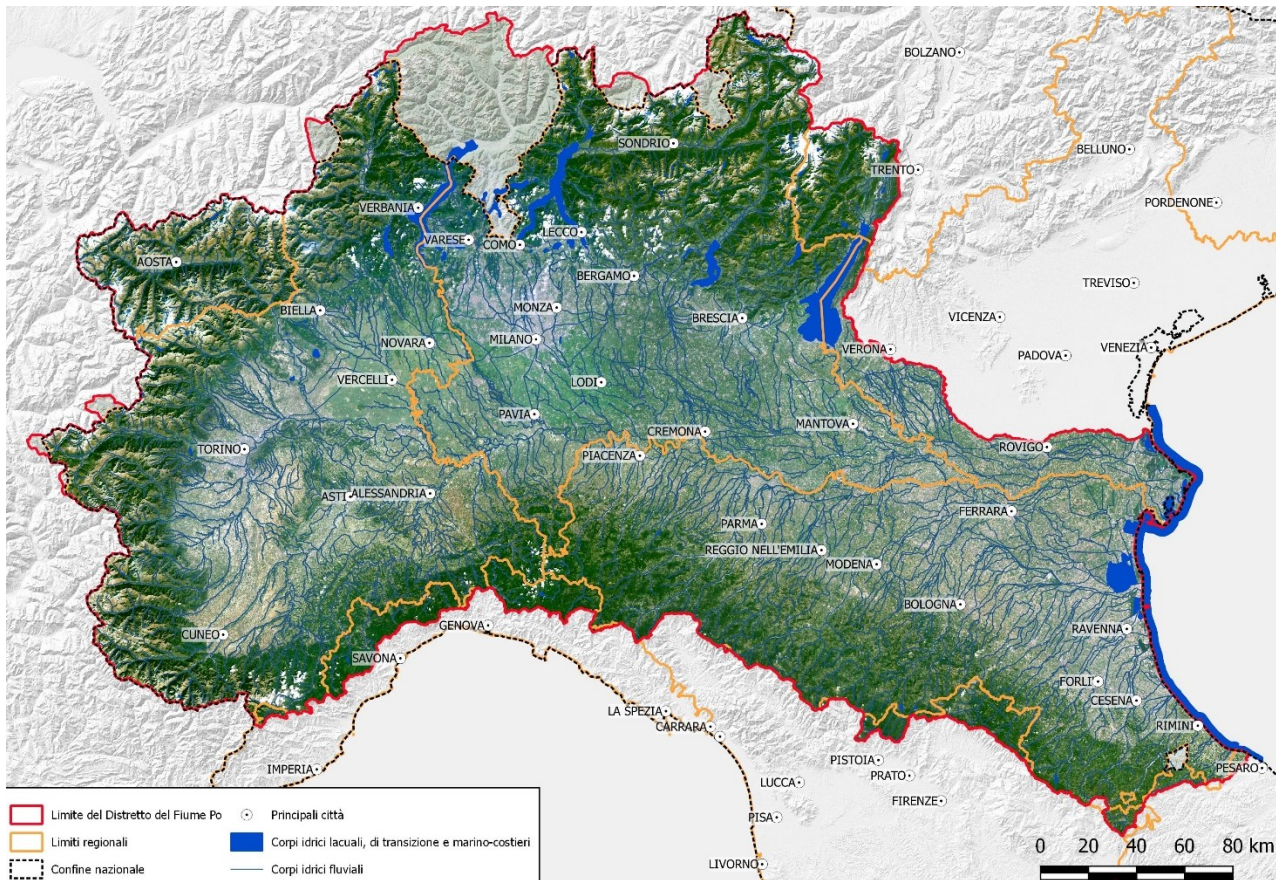 BOLZANO
SONDRIO
BELLUNO
TRENTO
PORDENONE
VERBANIA
VARESE
COMO
LECCO
AOSTA
BERGAMO
TREVISO
BIELLA
MONZA
BRESCIA
VICENZA
NOVARA
MILANO
VERONA
PADOVA
VENEZIA
VERCELLI
LODI
PAVIA
MANTOVA
CREMONA
TORINO
PIACENZA
ROVIGO
ASTI
ALESSANDRIA
FERRARA
PARMA
REGGIO NELL'EMILIA
MODENA
BOLOGNA
CUNEO
GENOVA
RAVENNA
SAVONA
FORLI'
CESENA
LA SPEZIA
CARRARA
RIMINI
IMPERIA
PISTOIA
PESARO
PRATO
LUCCA
FIRENZE
PISA
LIVORNO
Limite del Distretto del Fiume Po
Principali città
Limiti regionali
Corpi idrici lacuali, di transizione e marino-costieri
Confine nazionale
Corpi idrici fluviali
0 20 40 60 80 km